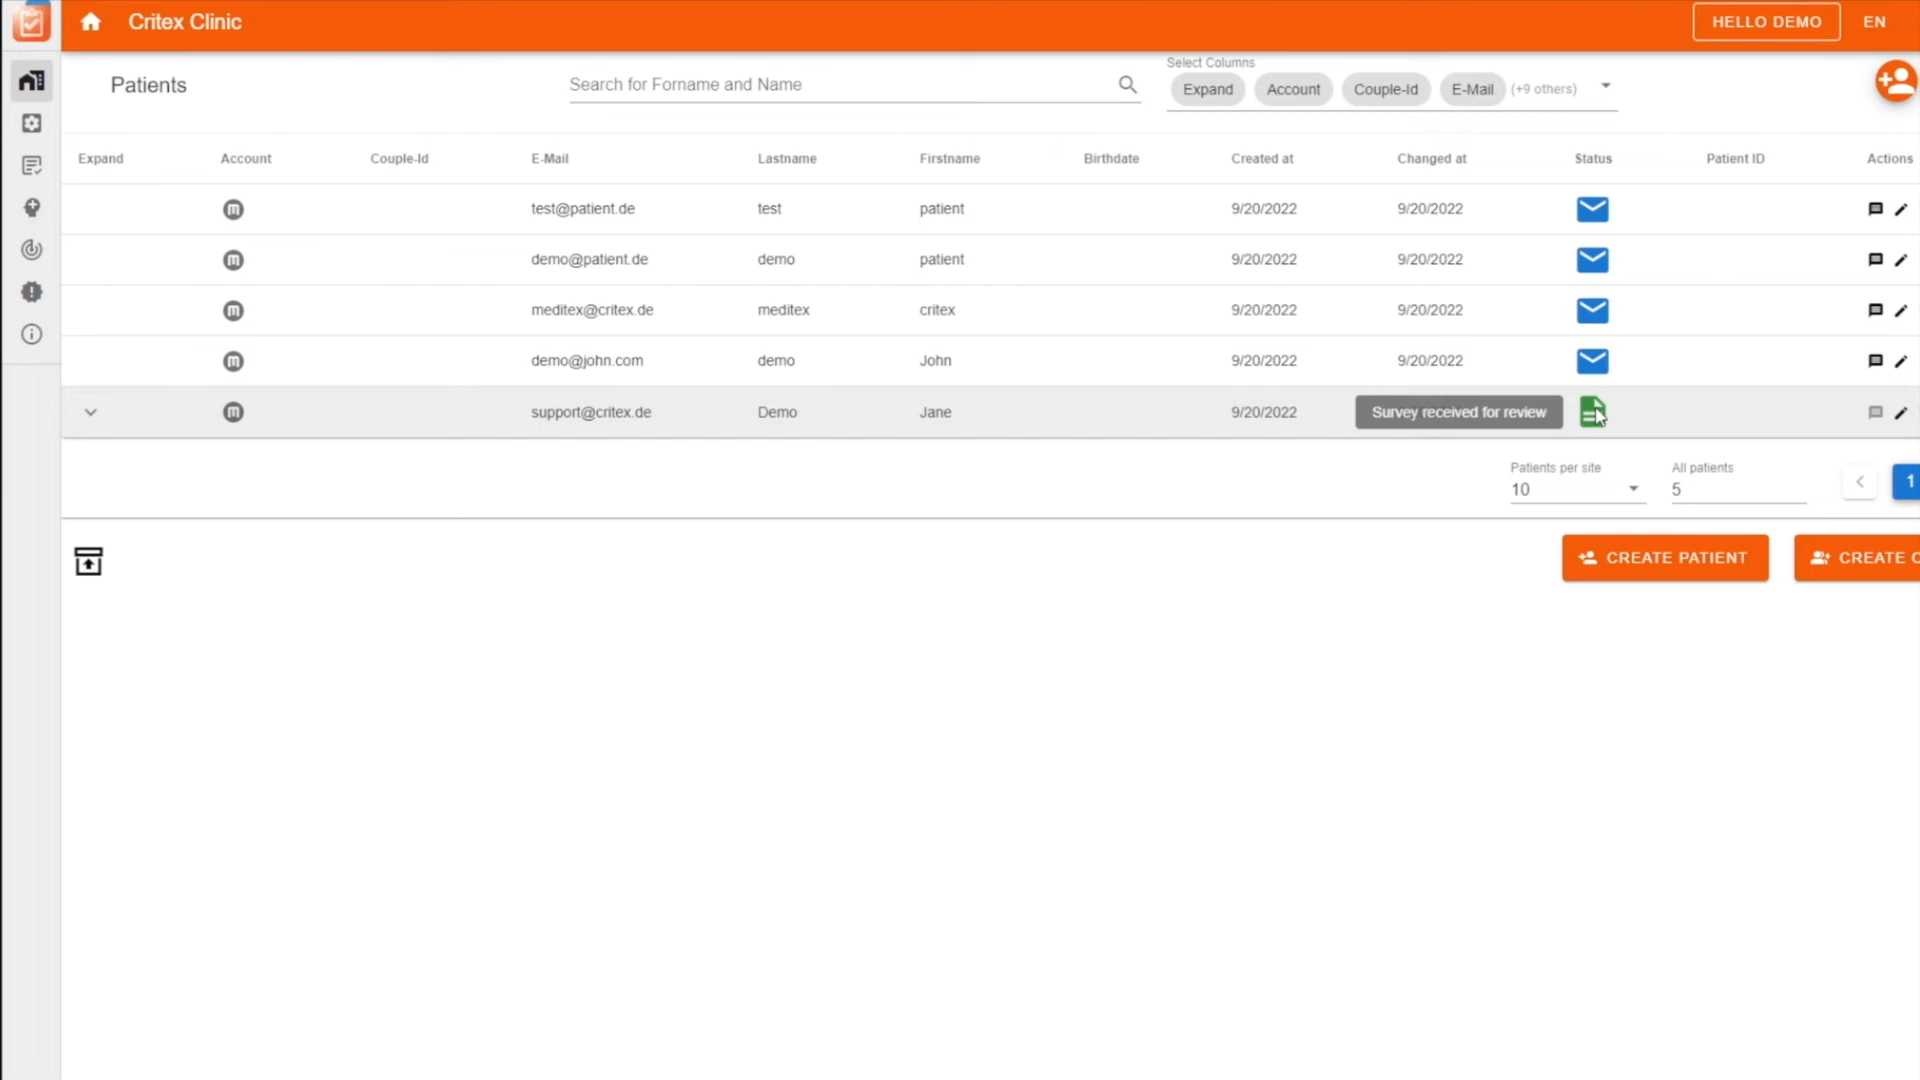 Critex Clinic
HELLO DEMO
EN
Patients
Search for Forname and Name
Select Columns
Expand Account Couple-Id E-Mail (+9 others)
Expand Account Couple-Id E-Mail Lastname Firstname Birthdate Created at Changed at Status Patient ID Actions
test@patient.de test patient 9/20/2022 9/20/2022
demo@patient.de demo patient 9/20/2022 9/20/2022
meditex@critex.de meditex critex 9/20/2022 9/20/2022
demo@john.com demo John 9/20/2022 9/20/2022
support@critex.de Demo Jane 9/20/2022 Survey received for review
Patients per site All patients
10 5 1
CREATE PATIENT CREATE C